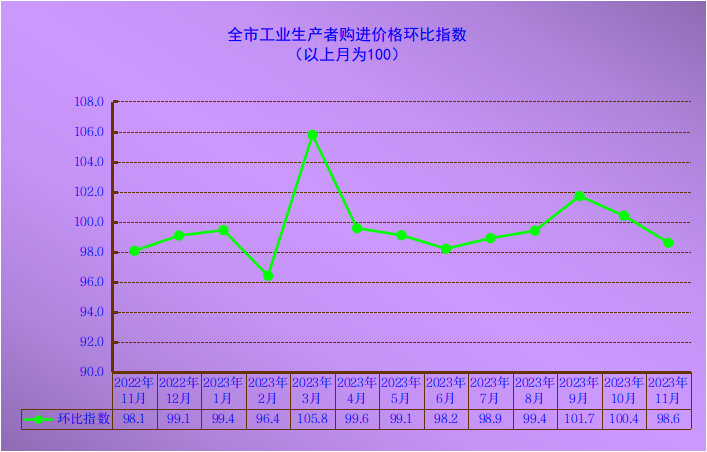 全市工业生产者购进价格环比指数
（以上月为100）
108.0
106.0
104.0
102.0
100.0
98.0
96.0
94.0
92.0
90.0
2022年 2022年 2023年 2023年 2023年 2023年 2023年 2023年 2023年 2023年 2023年 2023年 2023年
11月 12月 1月 2月 3月 4月 5月 6月 7月 8月 9月 10月 11月
环比指数 98.1 99.1 99.4 96.4 105.8 99.6 99.1 98.2 98.9 99.4 101.7 100.4 98.6